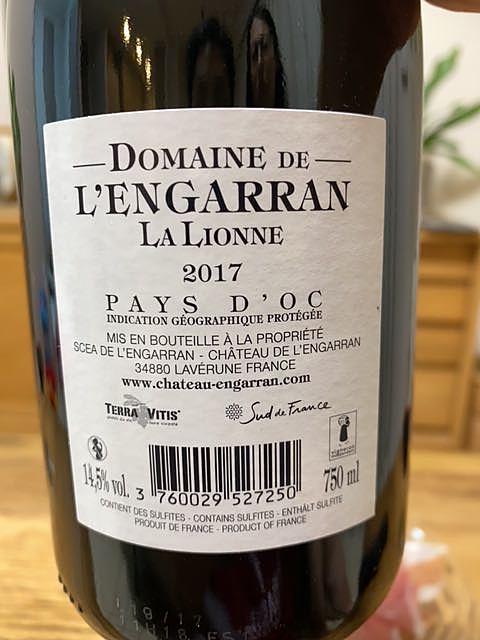 DOMAINE DE
L'ENGARRAN
LA LIONNE
2017
PAYS D'OC
INDICATION GÉOGRAPHIQUE PROTÉGÉE
MIS EN BOUTEILLE À LA PROPRIÉTÉ
SCEA DE L'ENGARRAN - CHÂTEAU DE L'ENGARRAN
34880 LAVÉRUNE FRANCE
www.chateau-engarran.com
TERRA VITIS
Sud de France
14,5% vol.
750 ml
3 760029 527250
CONTIENT DES SULFITES - CONTAINS SULFITES - ENTHÄLT SULFITE
PRODUIT DE FRANCE - PRODUCT OF FRANCE